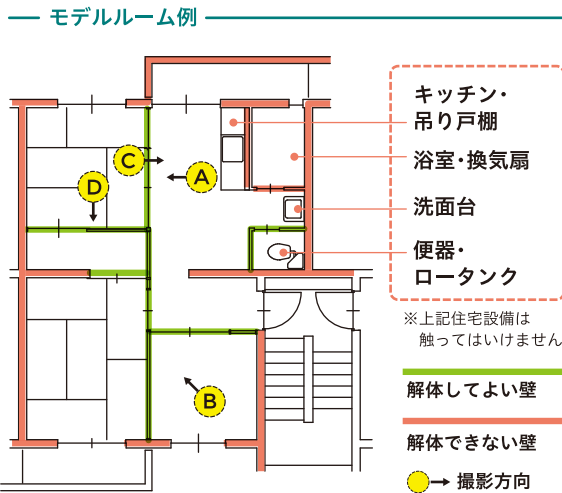 モデルルーム例
キッチン・
吊り戸棚
浴室・換気扇
洗面台
便器・
ロータンク
※上記住宅設備は
触ってはいけません
解体してよい壁
解体できない壁
撮影方向
C
A
D
B